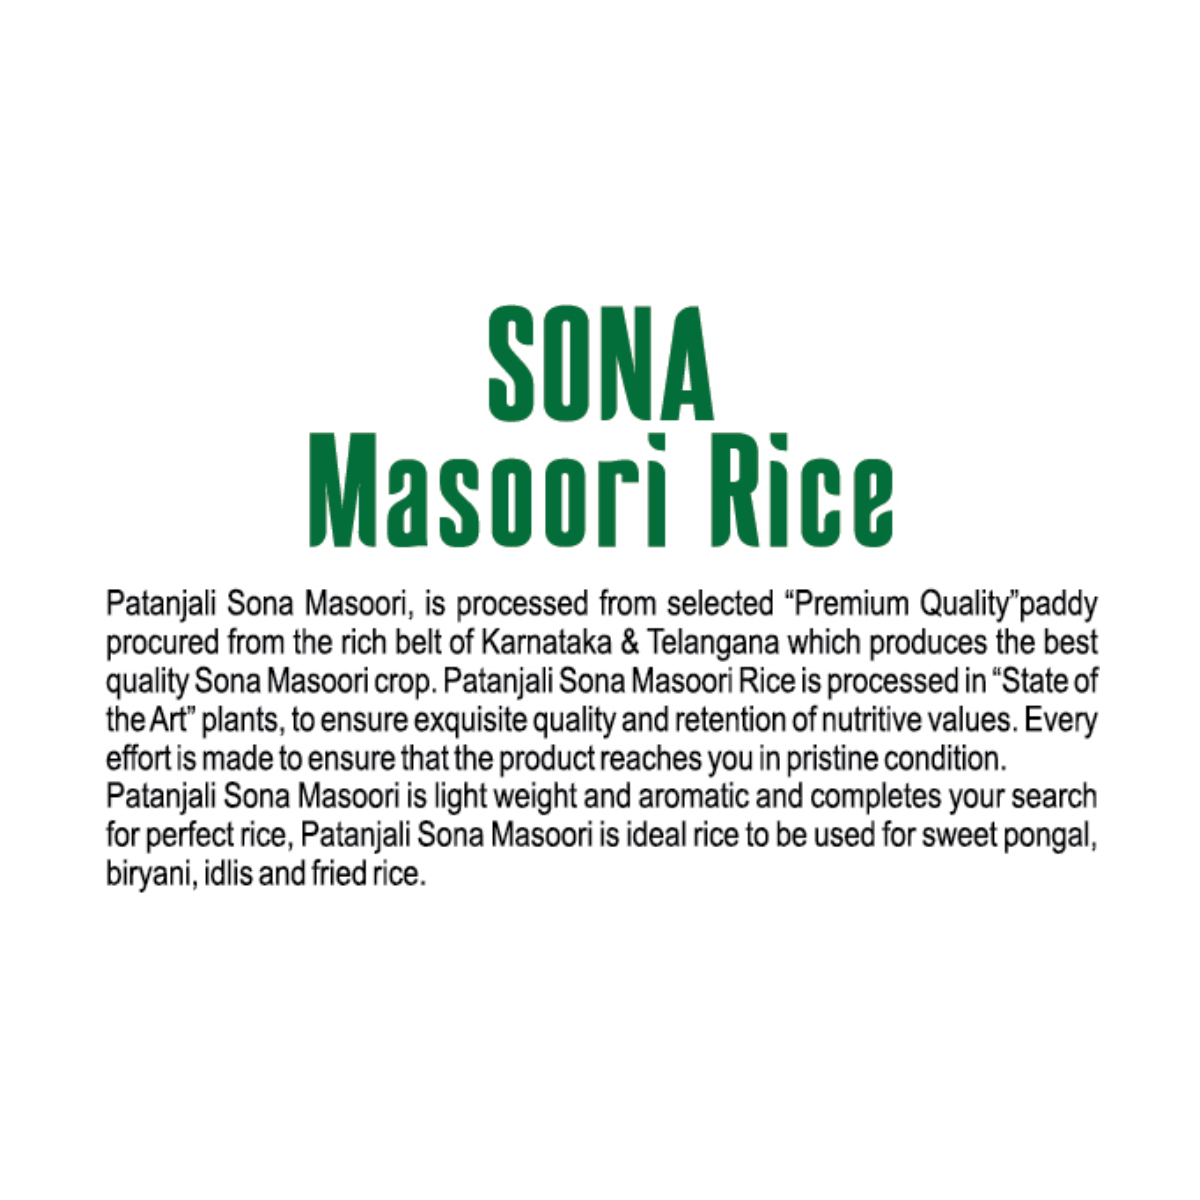 SONA
Masoori Rice
Patanjali Sona Masoori, is processed from selected “Premium Quality”paddy
procured from the rich belt of Karnataka & Telangana which produces the best
quality Sona Masoori crop. Patanjali Sona Masoori Rice is processed in “State of
the Art” plants, to ensure exquisite quality and retention of nutritive values. Every
effort is made to ensure that the product reaches you in pristine condition.
Patanjali Sona Masoori is light weight and aromatic and completes your search
for perfect rice, Patanjali Sona Masoori is ideal rice to be used for sweet pongal,
biryani, idlis and fried rice.